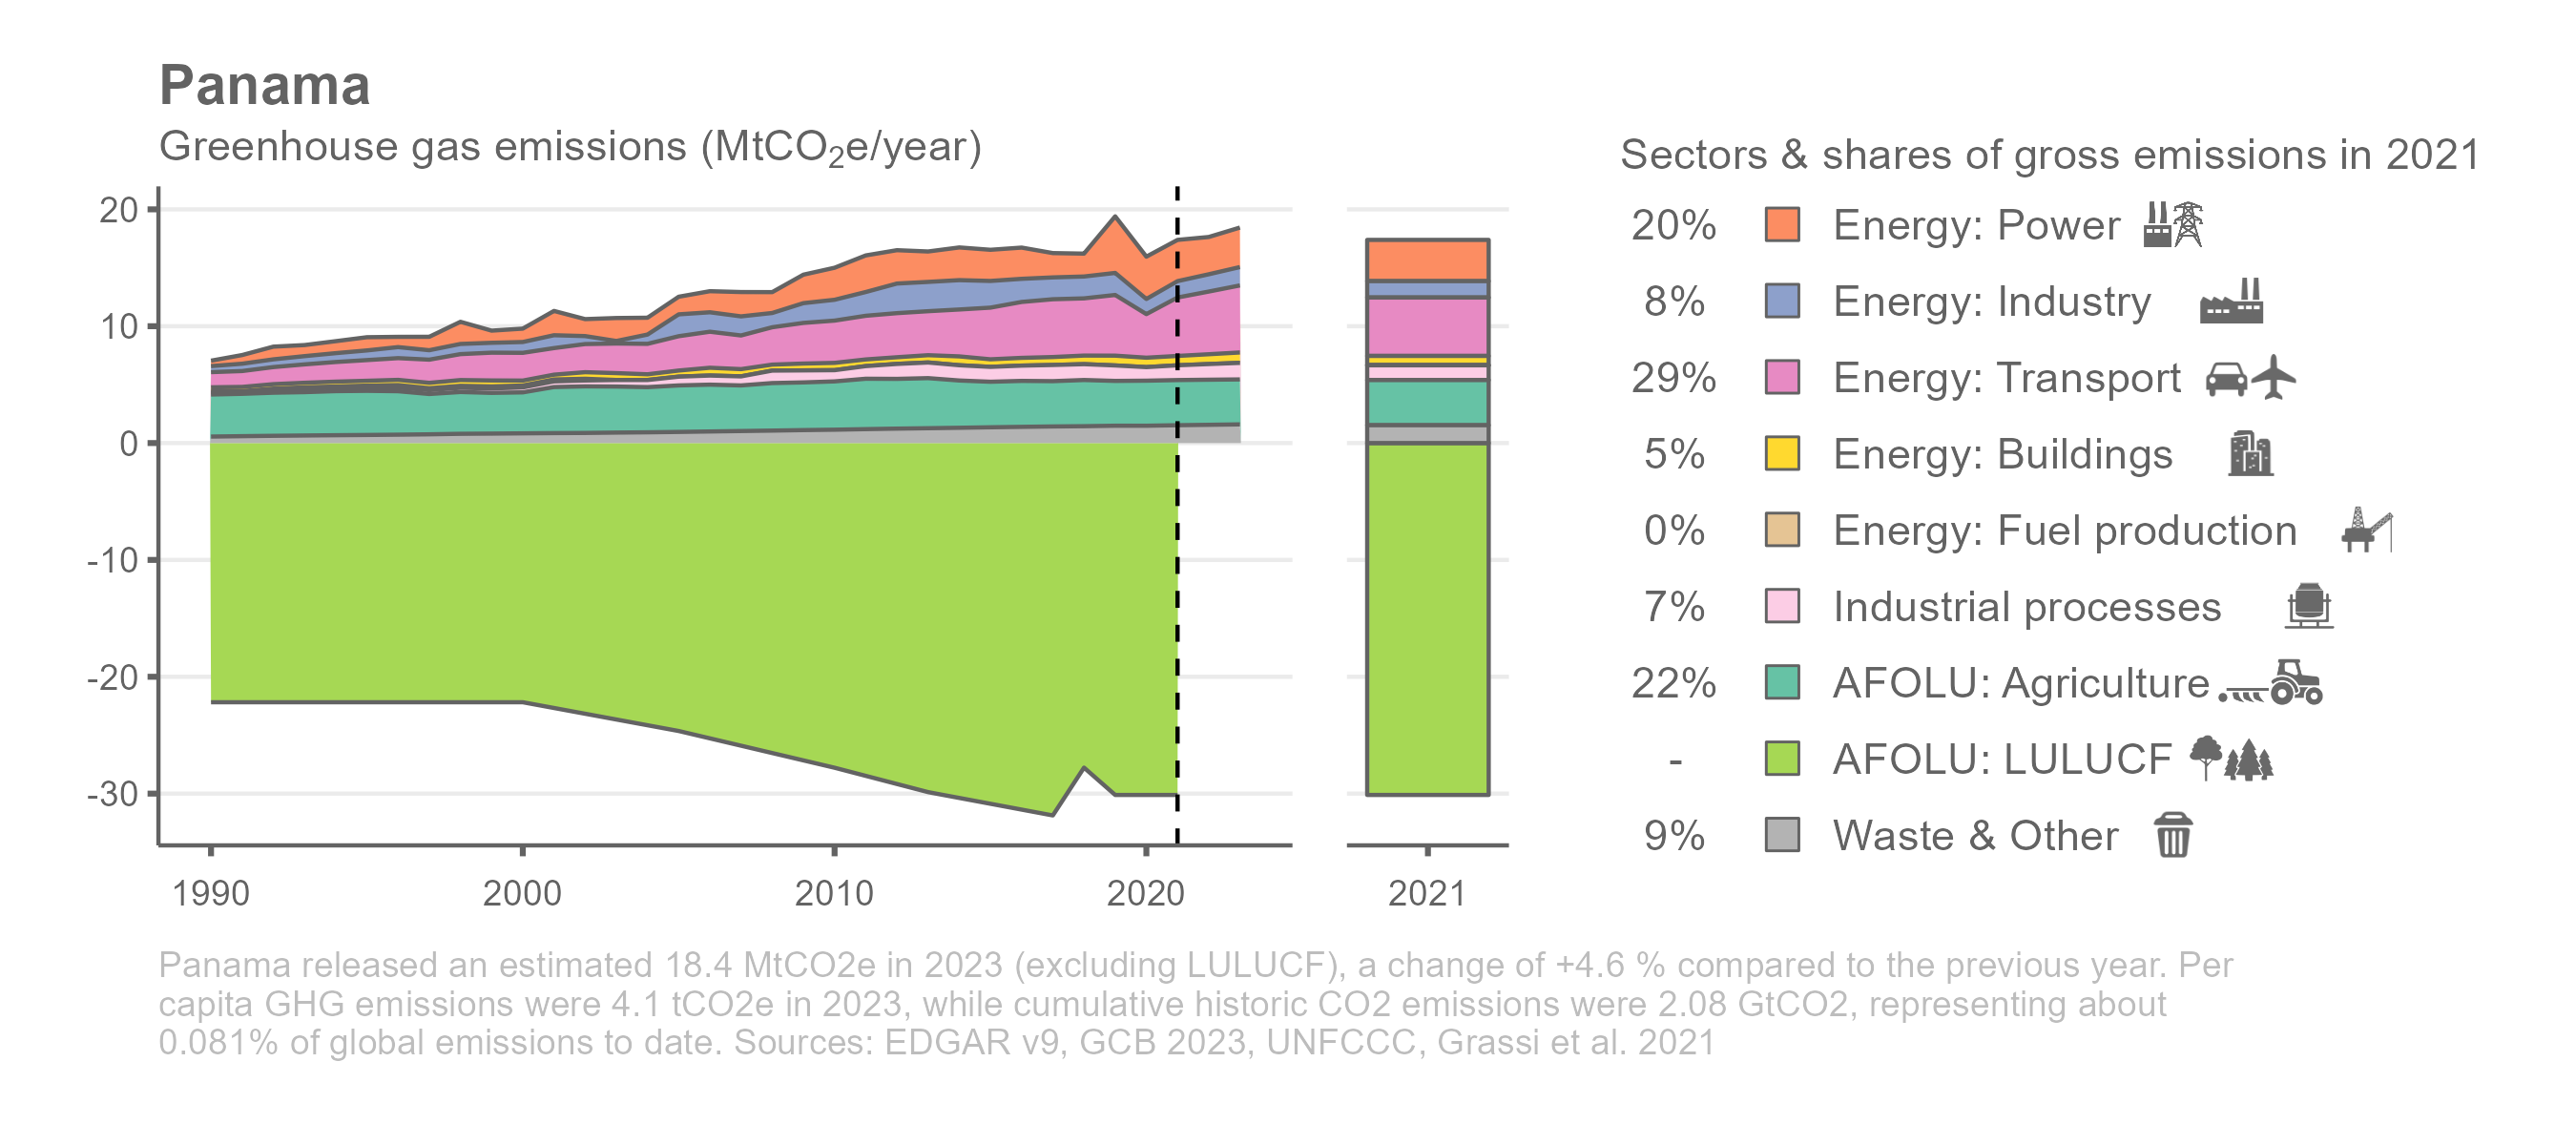 Panama
Greenhouse gas emissions (MtCO₂e/year)
20
10
0
-10
-20
-30
1990
2000
2010
2020
2021
Sectors & shares of gross emissions in 2021
20% Energy: Power
8% Energy: Industry
29% Energy: Transport
5% Energy: Buildings
0% Energy: Fuel production
7% Industrial processes
22% AFOLU: Agriculture
- AFOLU: LULUCF
9% Waste & Other
Panama released an estimated 18.4 MtCO2e in 2023 (excluding LULUCF), a change of +4.6 % compared to the previous year. Per
capita GHG emissions were 4.1 tCO2e in 2023, while cumulative historic CO2 emissions were 2.08 GtCO2, representing about
0.081% of global emissions to date. Sources: EDGAR v9, GCB 2023, UNFCCC, Grassi et al. 2021